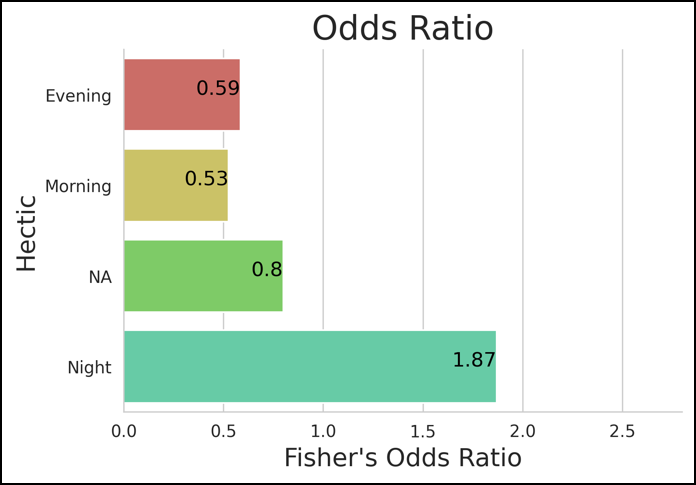 Odds Ratio
Evening
0.59
Morning
0.53
NA
0.8
Night
1.87
Hectic
0.0 0.5 1.0 1.5 2.0 2.5
Fisher's Odds Ratio